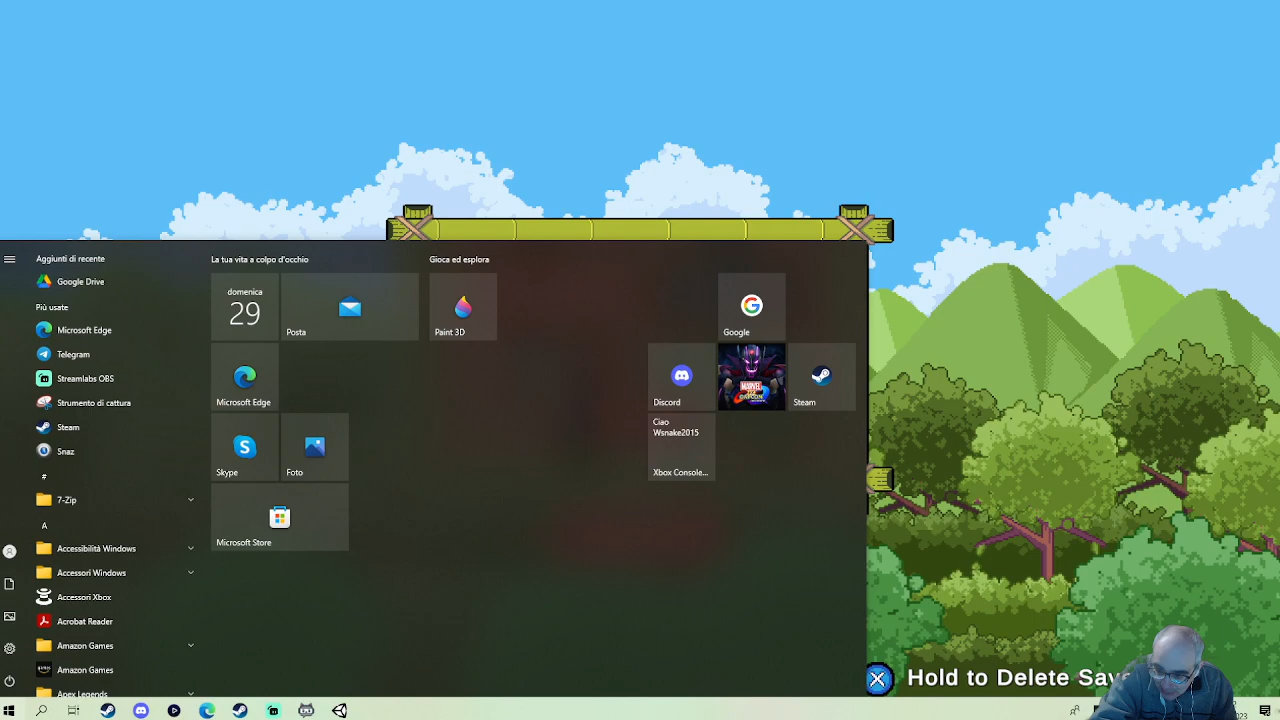 Aggiunti di recente
Google Drive
Più usate
Microsoft Edge
Telegram
Streamlabs OBS
Strumento di cattura
Steam
Snaz
#
7-Zip
A
Accessibilità Windows
Accessori Windows
Accessori Xbox
Acrobat Reader
Amazon Games
Amazon Games
Apex Legends
La tua vita a colpo d'occhio
domenica
29
Posta
Microsoft Edge
Skype
Foto
Microsoft Store
Gioca ed esplora
Paint 3D
Google
Discord
MARVEL
CAPCOM
Steam
Ciao
Wsnake2015
Xbox Console...
Hold to Delete Save